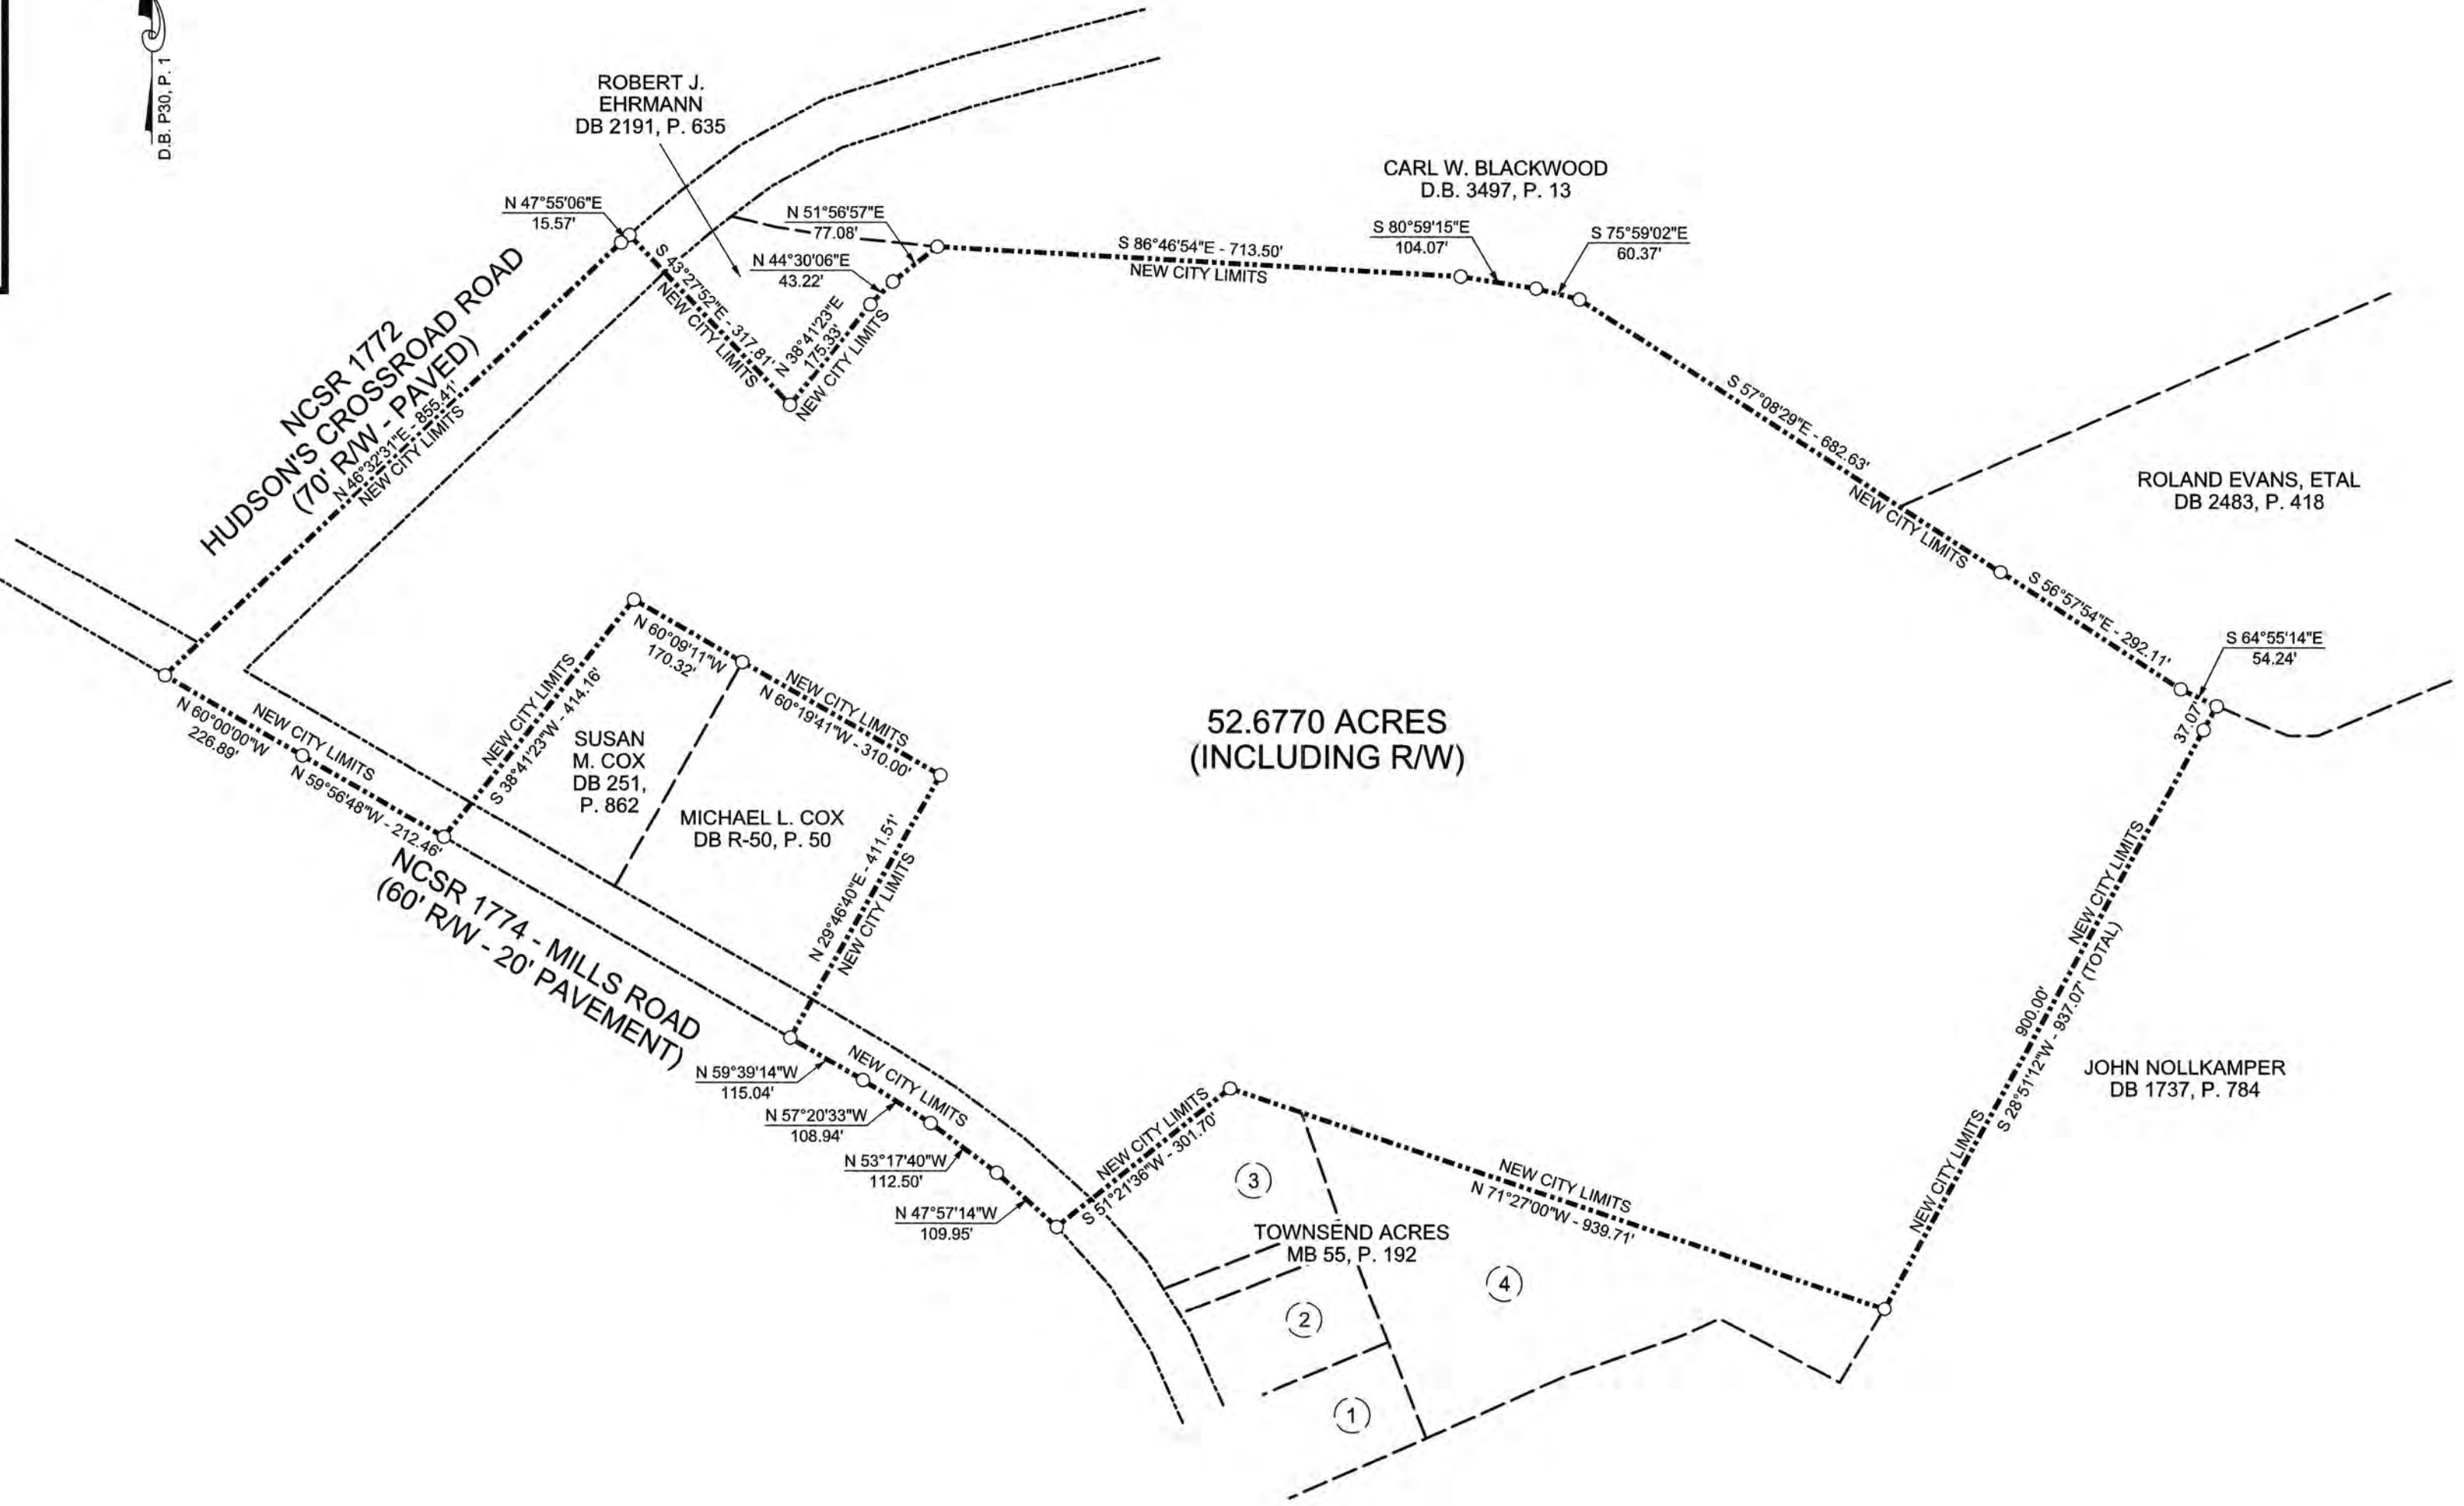 D.B. P30, P. 1
ROBERT J.
EHRMANN
DB 2191, P. 635
CARL W. BLACKWOOD
D.B. 3497, P. 13
N 47°55'06"E
15.57'
N 51°56'57"E
77.08'
N 44°30'06"E
43.22'
S 86°46'54"E - 713.50'
NEW CITY LIMITS
S 80°59'15"E
104.07'
S 75°59'02"E
60.37'
S 43°27'52"E - 317.81'
NEW CITY LIMITS
N 38°41'23"E
175.33'
NEW CITY LIMITS
NCSR 1772
HUDSON'S CROSSROAD ROAD
(70' R/W - PAVED)
N 46°32'31"E - 855.41'
NEW CITY LIMITS
S 57°08'29"E - 682.63'
NEW CITY LIMITS
ROLAND EVANS, ETAL
DB 2483, P. 418
S 56°57'54"E - 292.11'
S 64°55'14"E
54.24'
37.07'
N 60°09'11"W
170.32'
NEW CITY LIMITS
N 60°19'41"W - 310.00'
NEW CITY LIMITS
S 38°41'23"W - 414.16'
SUSAN
M. COX
DB 251,
P. 862
MICHAEL L. COX
DB R-50, P. 50
52.6770 ACRES
(INCLUDING R/W)
NEW CITY LIMITS
N 60°00'00"W
226.89'
N 59°56'48"W - 212.46'
NCSR 1774 - MILLS ROAD
(60' R/W - 20' PAVEMENT)
N 29°46'40"E - 411.51'
NEW CITY LIMITS
NEW CITY LIMITS
900.00'
S 28°51'12"W - 937.07' (TOTAL)
NEW CITY LIMITS
JOHN NOLLKAMPER
DB 1737, P. 784
NEW CITY LIMITS
N 59°39'14"W
115.04'
N 57°20'33"W
108.94'
N 53°17'40"W
112.50'
N 47°57'14"W
109.95'
NEW CITY LIMITS
S 51°21'36"W - 301.70'
NEW CITY LIMITS
N 71°27'00"W - 939.71'
3
TOWNSEND ACRES
MB 55, P. 192
4
2
1